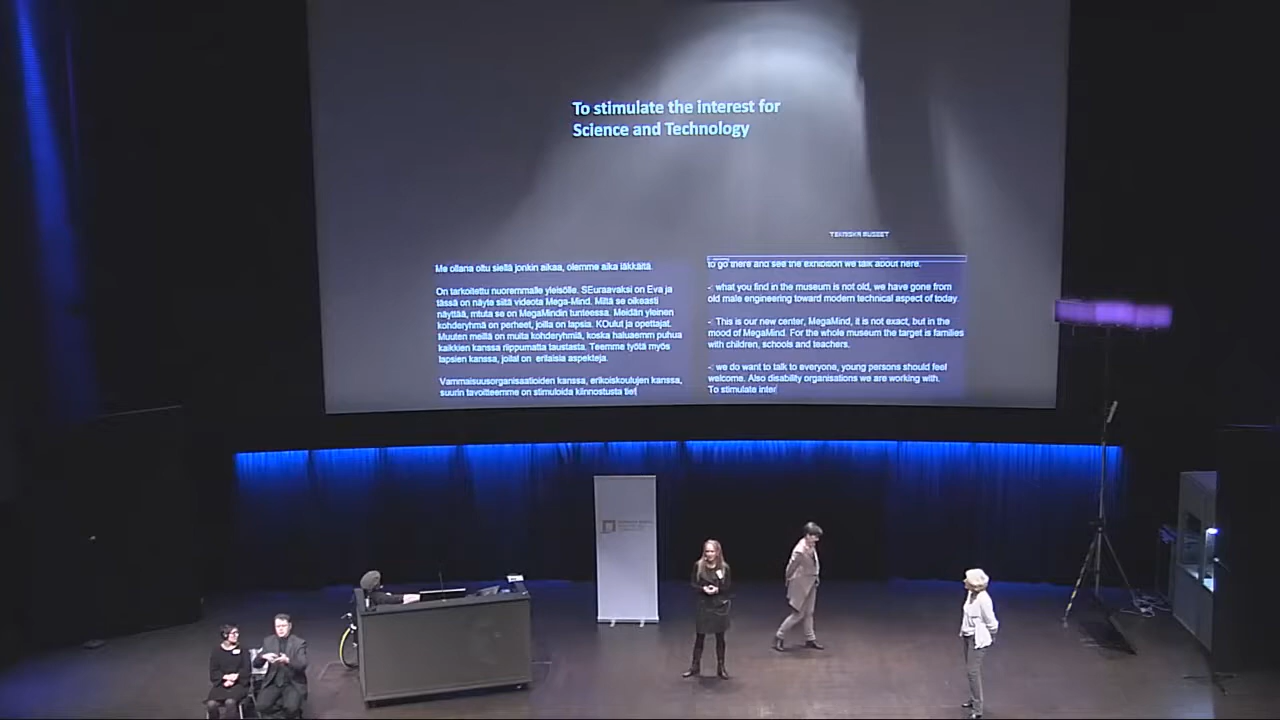 To stimulate the interest for
Science and Technology
TEKNISKA MUSEET
Me ollana oltu siellä jonkin aikaa, olemme aika iäkkäitä.
On tarkoitettu nuoremmalle yleisölle. SEuraavaksi on Eva ja
tässä on näyte siitä videota Mega-Mind. Miltä se oikeasti
näyttää, mtuta se on MegaMindin tunteessa. Meidän yleinen
kohderyhmä on perheet, joilla on lapsia. KOulut ja opettajat.
Muuten meillä on muita kohderyhmiä, koska haluaemm puhua
kaikkien kanssa riippumatta taustasta. Teemme työtä myös
lapsien kanssa, joilal on erilaisia aspekteja.
Vammaisuusorganisaatioiden kanssa, erikoiskoulujen kanssa,
suurin tavoitteemme on stimuloida kiinnostusta tiet
to go there and see the exhibition we talk about here.
-: what you find in the museum is not old, we have gone from
old male engineering toward modern technical aspect of today.
-: This is our new center, MegaMind, it is not exact, but in the
mood of MegaMind. For the whole museum the target is families
with children, schools and teachers.
-: we do want to talk to everyone, young persons should feel
welcome. Also disability organisations we are working with.
To stimulate inter